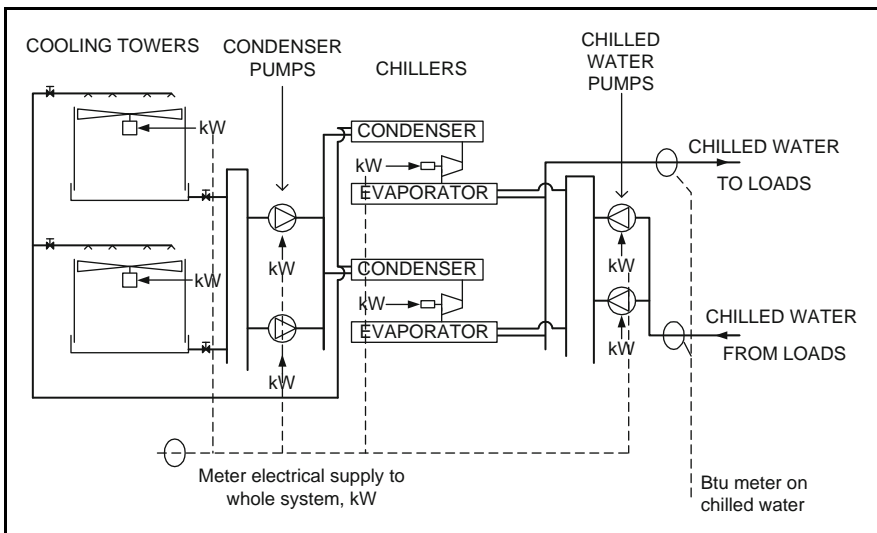 COOLING TOWERS
CONDENSER
PUMPS
CHILLERS
CHILLED
WATER
PUMPS
kW
CONDENSER
kW
EVAPORATOR
CHILLED WATER
TO LOADS
kW
kW
kW
CONDENSER
kW
EVAPORATOR
kW
kW
CHILLED WATER
FROM LOADS
Meter electrical supply to
whole system, kW
Btu meter on
chilled water